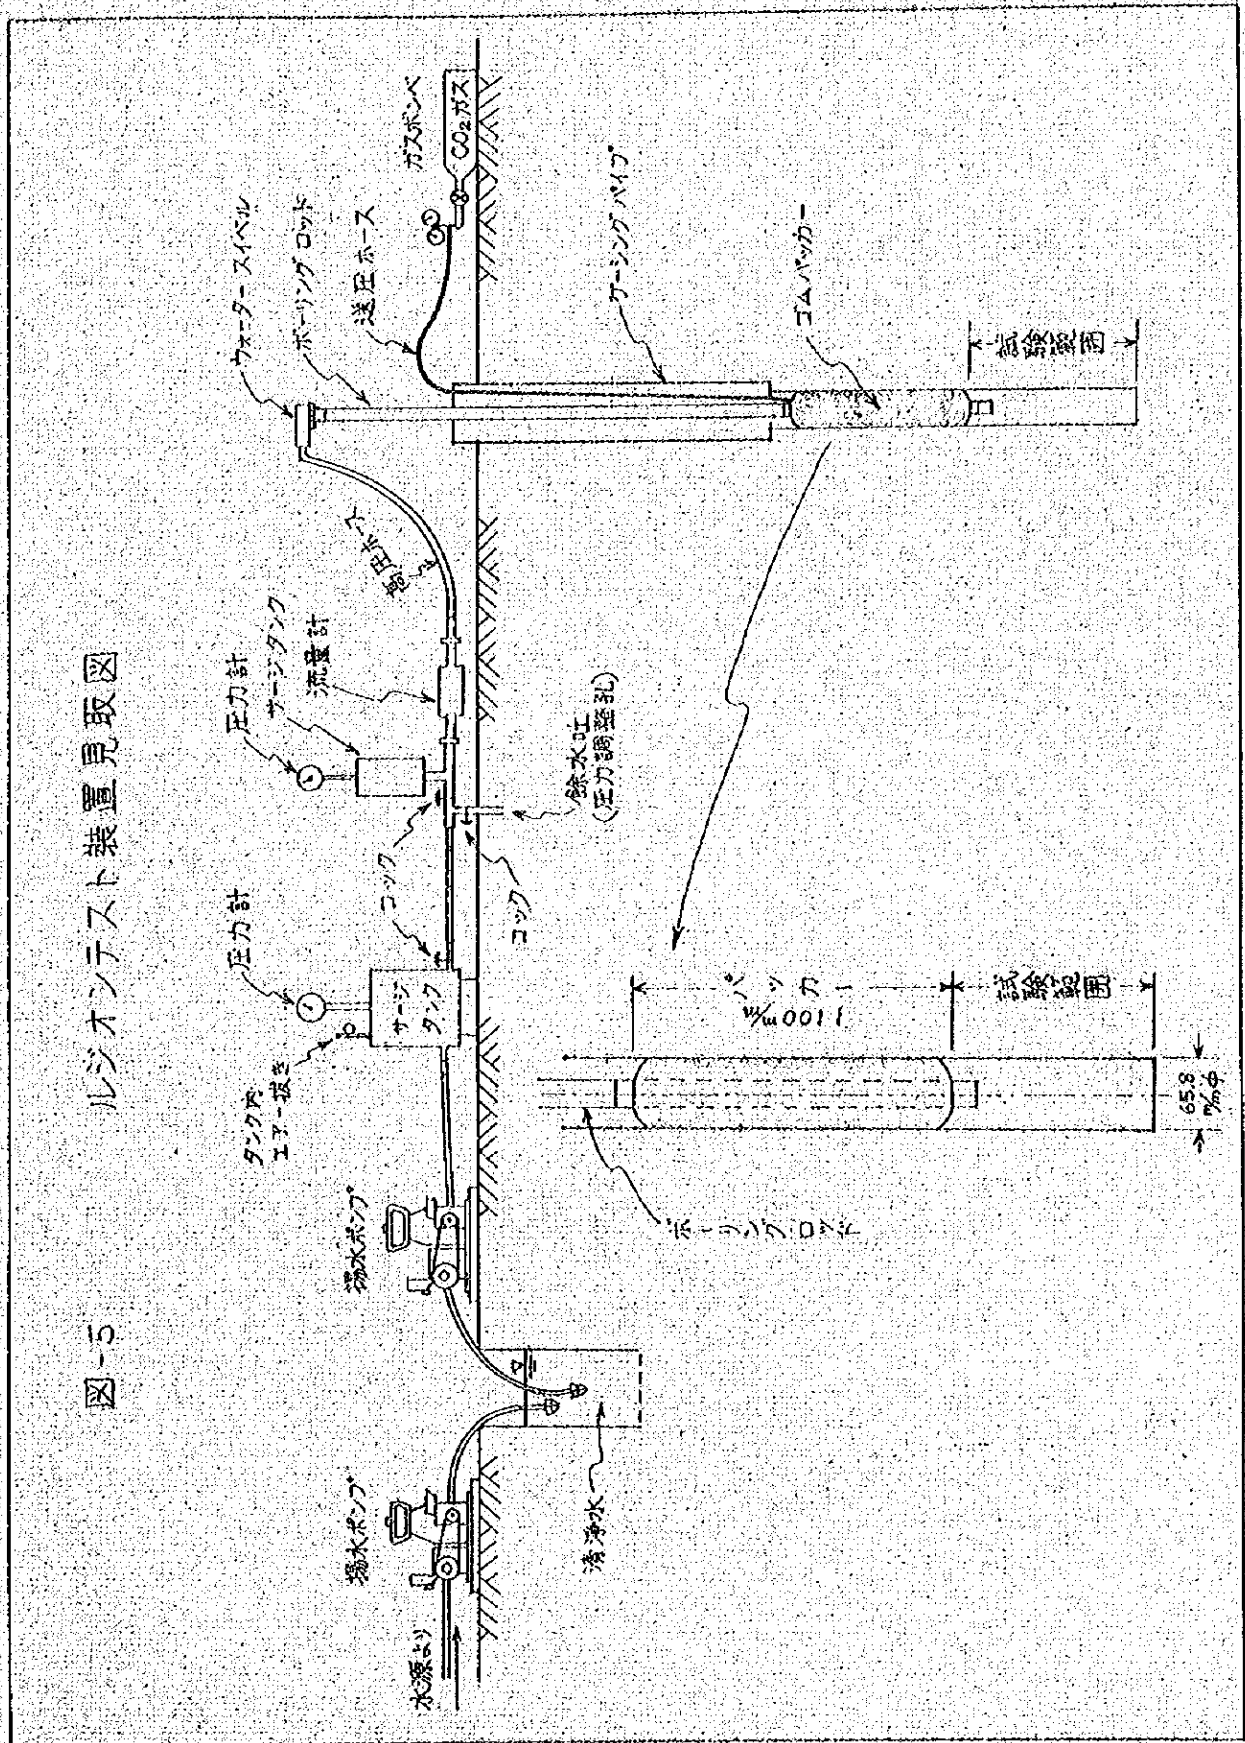 図-5
ルジオンテスト装置見取図
水源より
揚水ポンプ
清浄水
揚水ポンプ
タンク内
エアー抜き
圧力計
サージ
タンク
コック
コック
圧力計
サージタンク
流量計
余水吐
(圧力調整孔)
高圧ホース
ウォータースイベル
ボーリングロッド
送圧ホース
ガスボンベ
CO₂ガス
ケーシングパイプ
ゴムパッカー
試験範囲
ボーリングロッド
パッカー
1100m/m
試験範囲
65.8
m/mφ